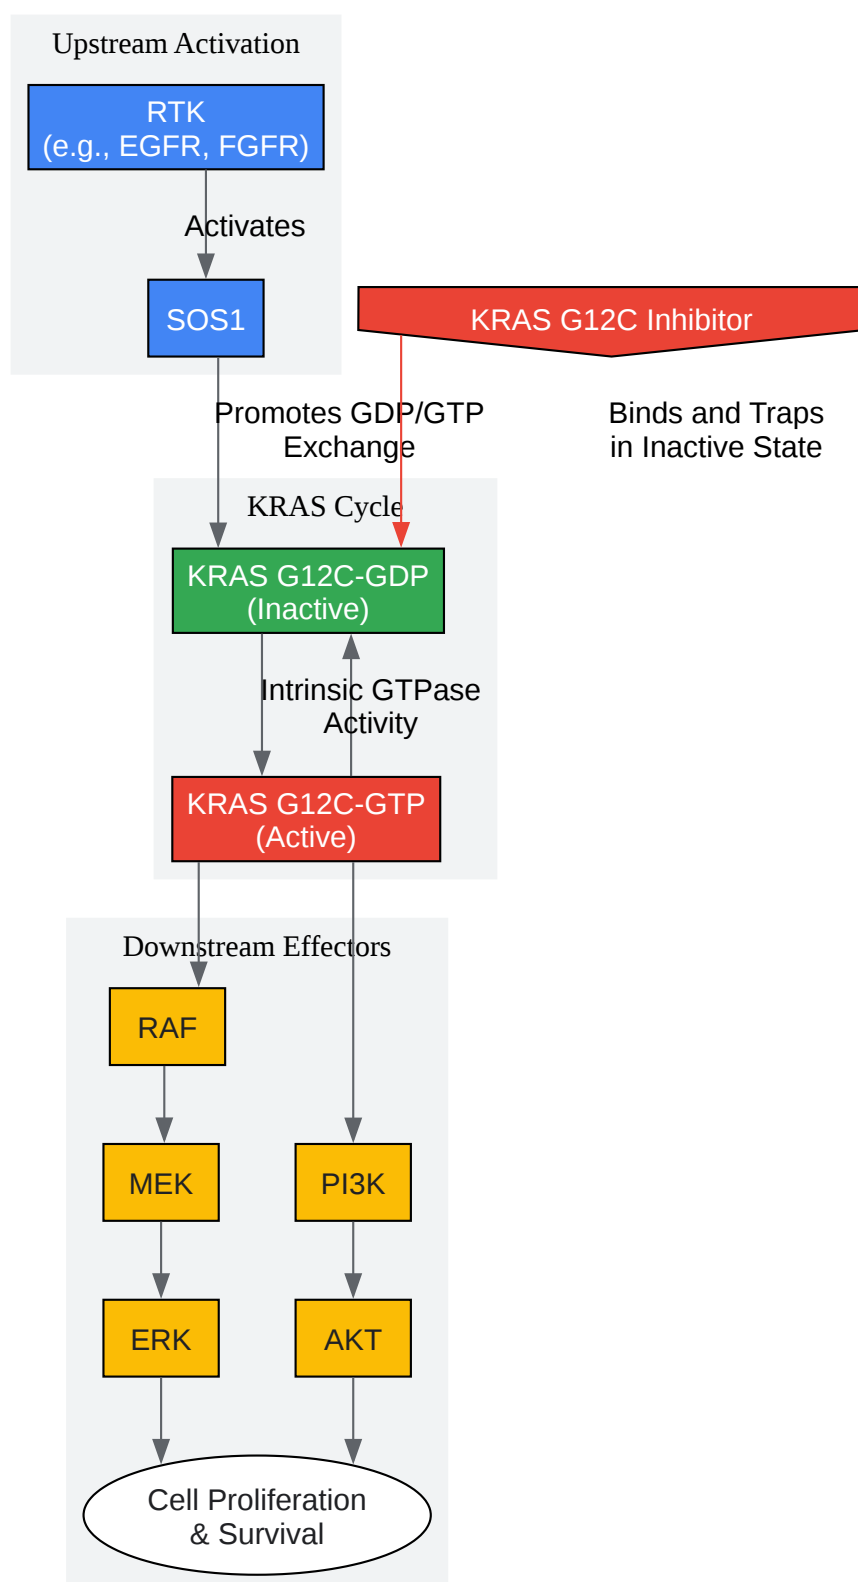 Upstream Activation
RTK
(e.g., EGFR, FGFR)
Activates
SOS1
KRAS G12C Inhibitor
Promotes GDP/GTP
Exchange
Binds and Traps
in Inactive State
KRAS Cycle
KRAS G12C-GDP
(Inactive)
Intrinsic GTPase
Activity
KRAS G12C-GTP
(Active)
Downstream Effectors
RAF
MEK
PI3K
ERK
AKT
Cell Proliferation
& Survival